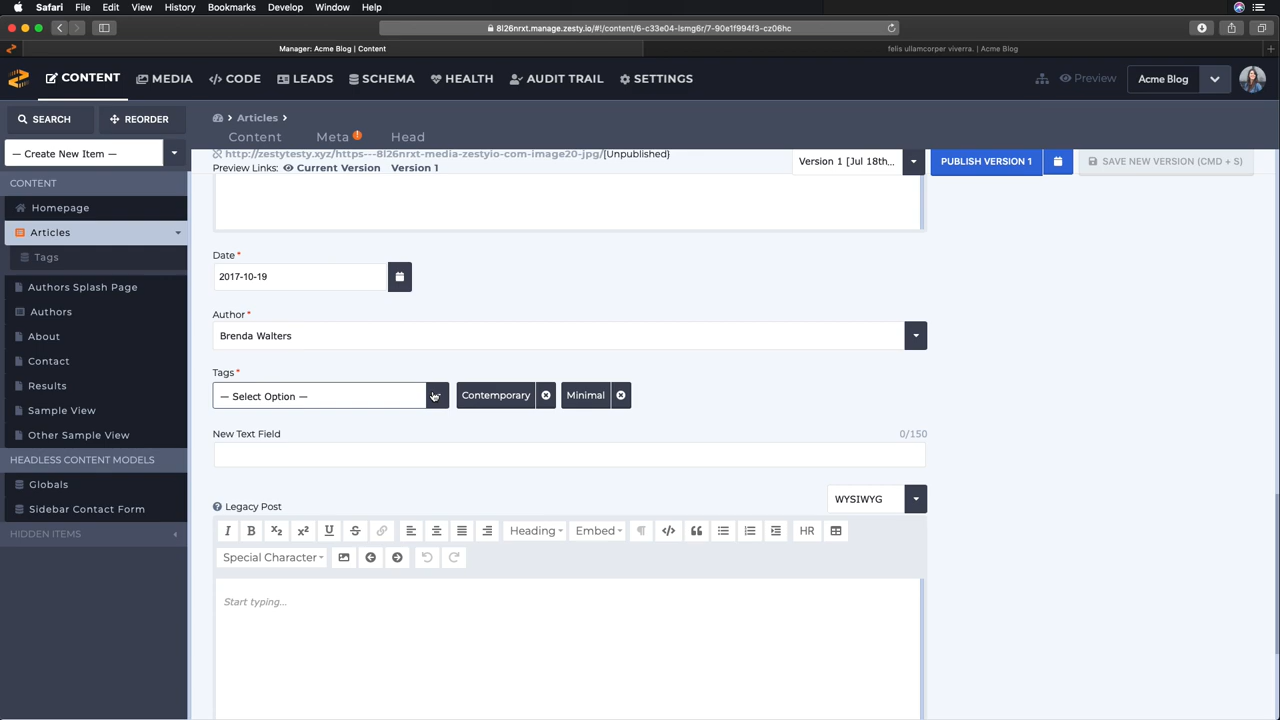 Safari File Edit View History Bookmarks Develop Window Help
8l26nrxt.manage.zesty.io/#!/content/6-c33e04-lsmg6r/7-90e1f994f3-cz06hc
Manager: Acme Blog | Content
felis ullamcorper viverra. | Acme Blog
CONTENT MEDIA CODE LEADS SCHEMA HEALTH AUDIT TRAIL SETTINGS Preview Acme Blog
SEARCH REORDER
— Create New Item —
CONTENT
Homepage
Articles
Tags
Authors Splash Page
Authors
About
Contact
Results
Sample View
Other Sample View
HEADLESS CONTENT MODELS
Globals
Sidebar Contact Form
HIDDEN ITEMS
Articles
Content Meta Head
http://zestytesty.xyz/https---8l26nrxt-media-zestyio-com-image20-jpg/[Unpublished]
Preview Links: Current Version Version 1
Version 1 [Jul 18th... PUBLISH VERSION 1 SAVE NEW VERSION (CMD + S)
Date *
2017-10-19
Author *
Brenda Walters
Tags *
— Select Option — Contemporary Minimal
New Text Field 0/150
Legacy Post WYSIWYG
Heading Embed HR
Special Character
Start typing...